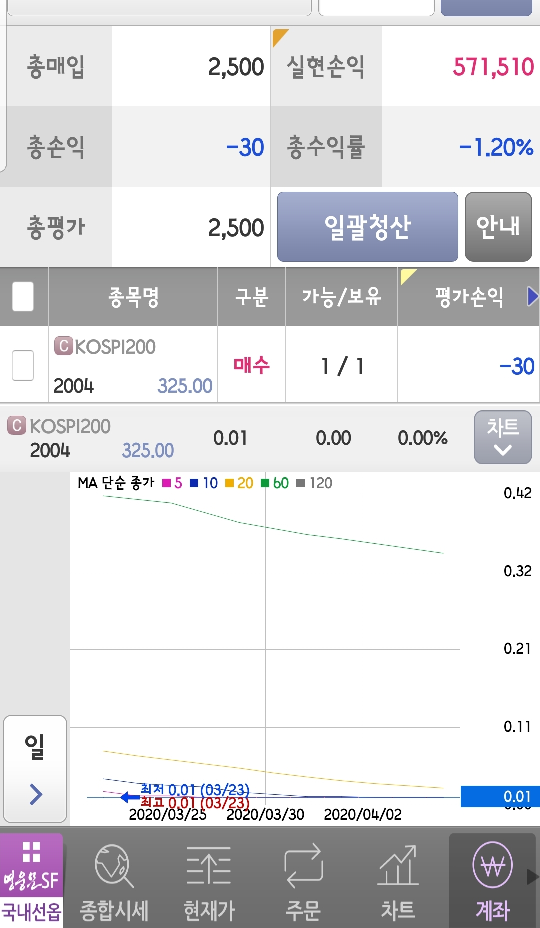 총매입 2,500 실현손익 571,510
총손익 -30 총수익률 -1.20%
총평가 2,500 일괄청산 안내
종목명 구분 가능/보유 평가손익
C KOSPI200 매수 1 / 1 -30
2004 325.00
C KOSPI200 0.01 0.00 0.00% 차트
2004 325.00
MA 단순 종가 5 10 20 60 120
0.42
0.32
0.21
0.11
일
최저 0.01 (03/23)
최고 0.01 (03/23)
0.01
2020/03/25 2020/03/30 2020/04/02
영웅문SF
국내선옵 종합시세 현재가 주문 차트 계좌